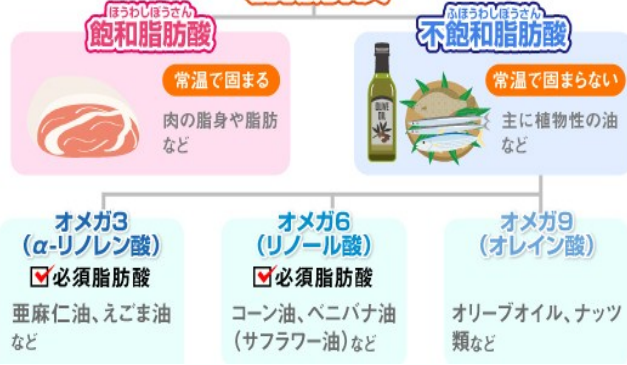 ほうわしぼうさん
飽和脂肪酸
常温で固まる
肉の脂身や脂肪
など
ふほうわしぼうさん
不飽和脂肪酸
常温で固まらない
OLIVE
OIL
主に植物性の油
など
オメガ3
(α-リノレン酸)
必須脂肪酸
亜麻仁油、えごま油
など
オメガ6
(リノール酸)
必須脂肪酸
コーン油、ベニバナ油
(サフラワー油)など
オメガ9
(オレイン酸)
オリーブオイル、ナッツ
類など